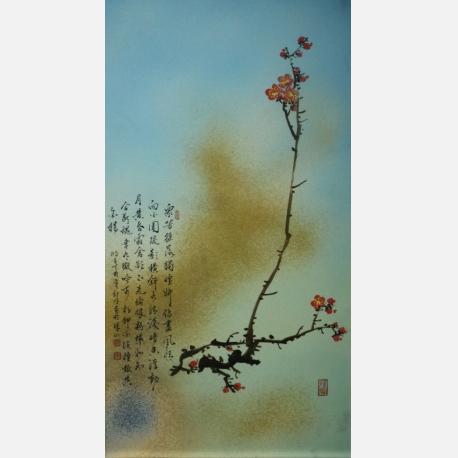 眾芳搖落獨暄妍佔盡風情
向小園疏影橫斜水清淺暗香浮動
月黃昏霜禽欲下先偷眼粉蝶如知
合斷魂幸有微吟可相狎不須檀板共
金樽